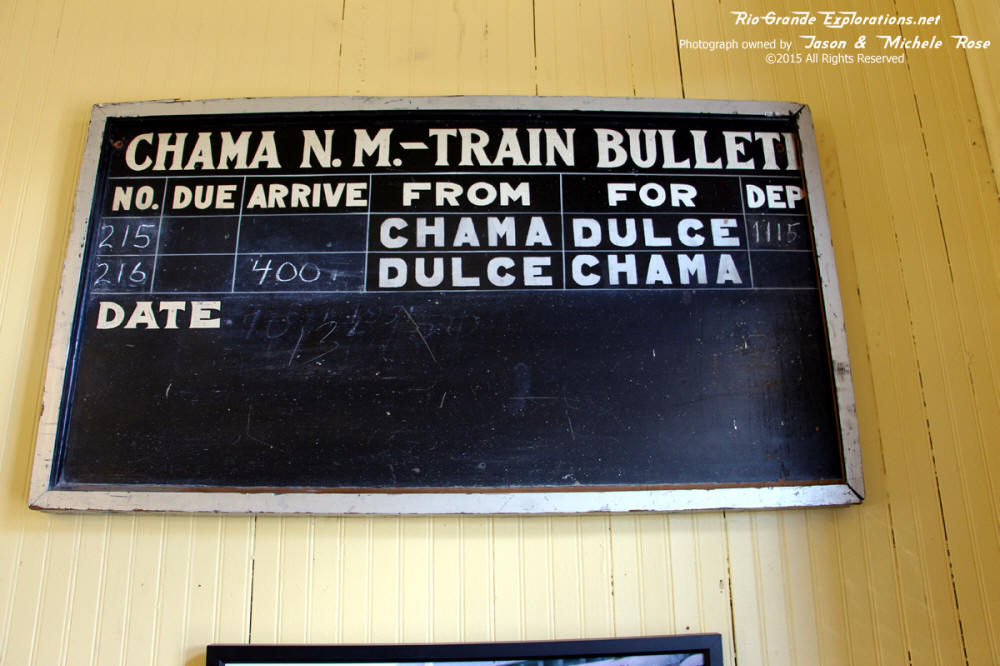 Rio Grande Explorations.net
Photograph owned by Jason & Michele Rose
©2015 All Rights Reserved
CHAMA N.M.-TRAIN BULLETI
NO. DUE ARRIVE FROM FOR DEP
215 CHAMA DULCE 1115
216 400 DULCE CHAMA
DATE